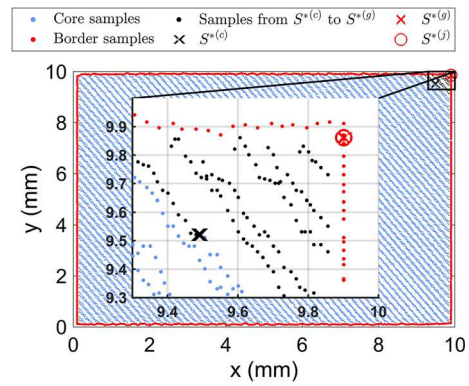 Core samples
Samples from S*(c) to S*(g)
S*(g)
Border samples
S*(c)
S*(j)
10
8
6
4
2
0
y (mm)
9.9
9.8
9.7
9.6
9.5
9.4
9.3
9.4
9.6
9.8
10
0
2
4
6
8
10
x (mm)